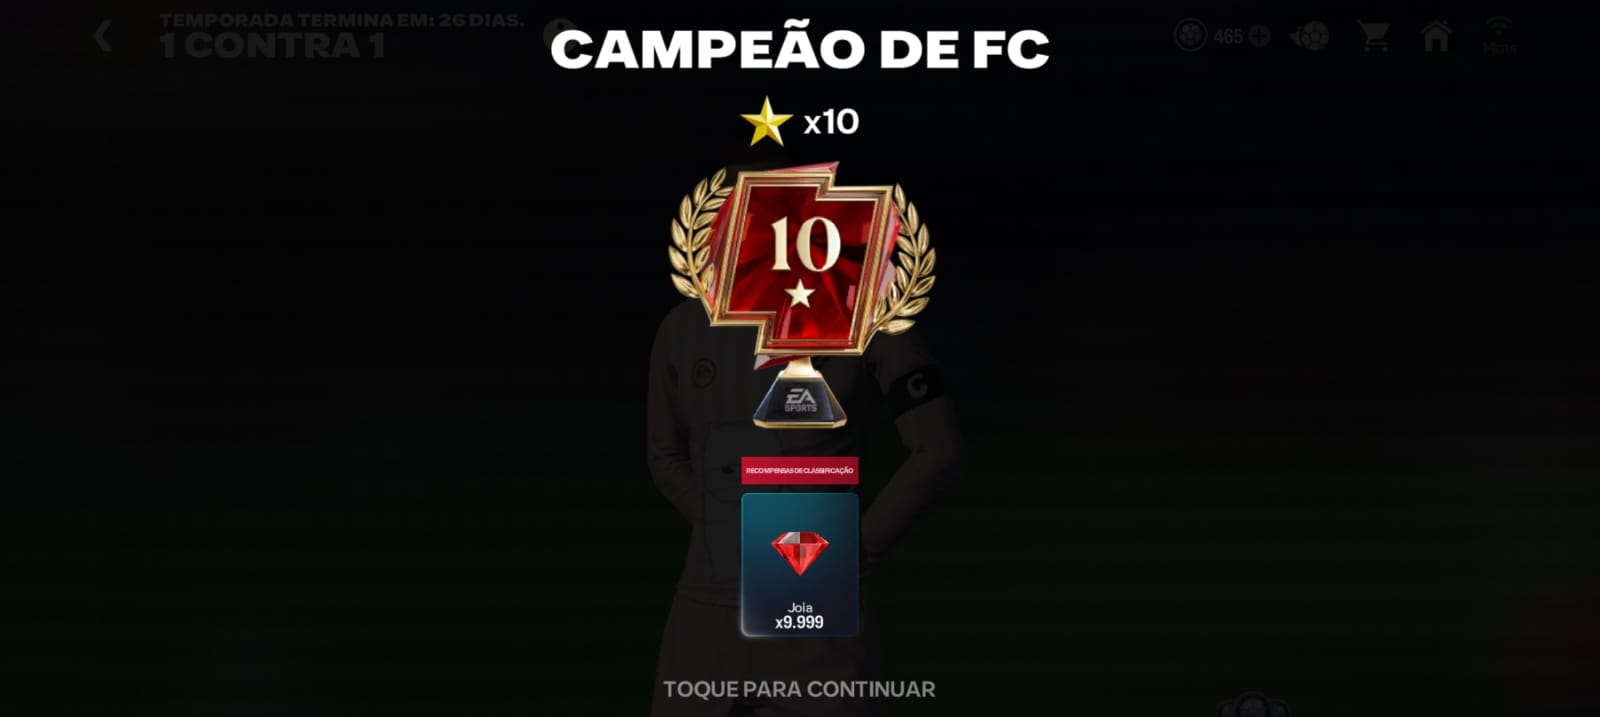 TEMPORADA TERMINA EM: 26 DIAS.
1 CONTRA 1
465
14ms
CAMPEÃO DE FC
x10
10
EA
SPORTS
C
RECOMPENSAS DE CLASSIFICAÇÃO
Joia
x9.999
TOQUE PARA CONTINUAR